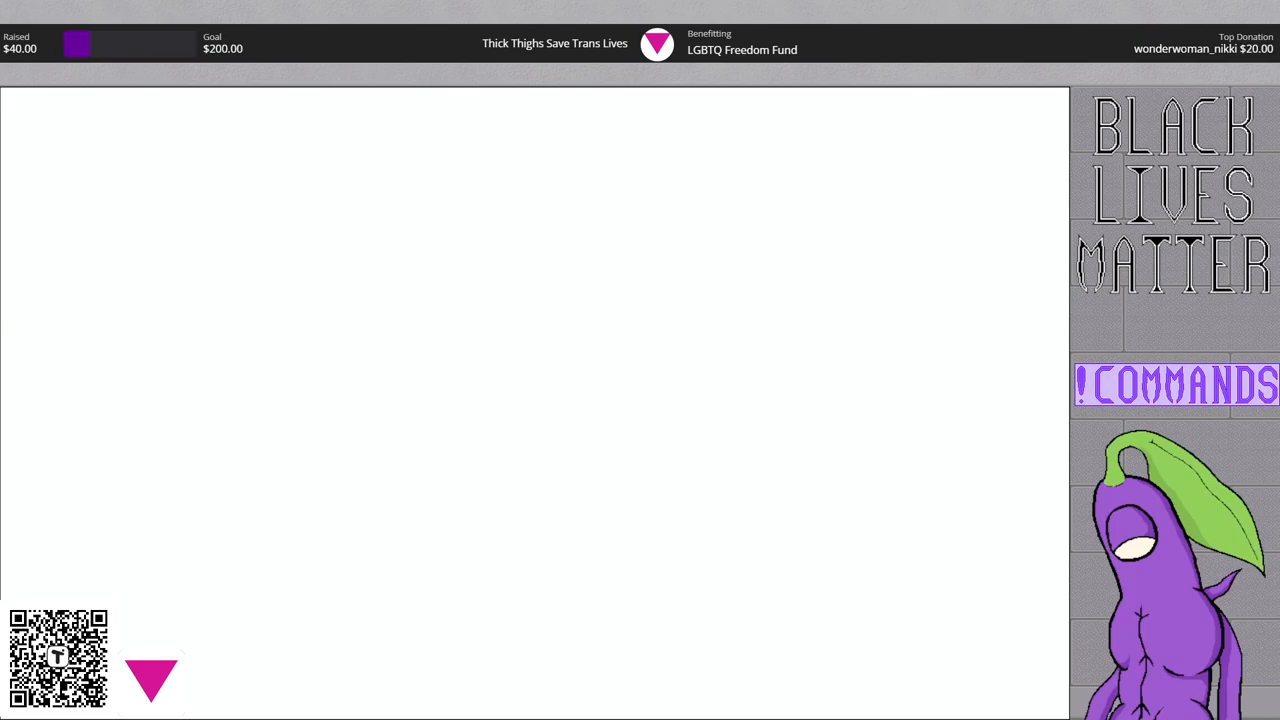 Raised
$40.00
Goal
$200.00
Thick Thighs Save Trans Lives
Benefitting
LGBTQ Freedom Fund
Top Donation
wonderwoman_nikki $20.00
BLACK
LIVES
MATTER
!COMMANDS
T